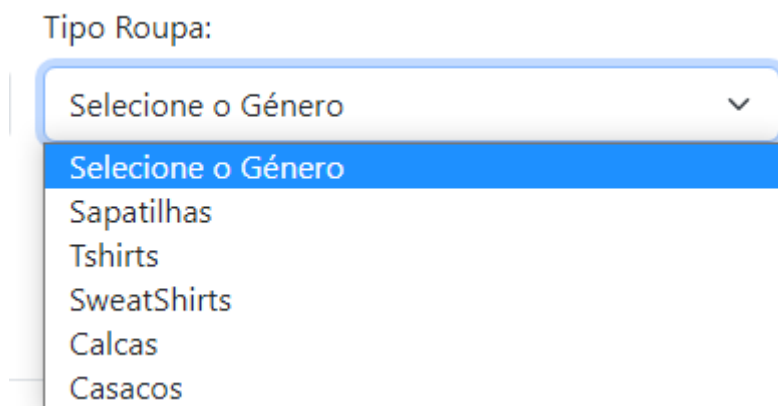 Tipo Roupa:
Selecione o Género
Selecione o Género
Sapatilhas
Tshirts
SweatShirts
Calcas
Casacos